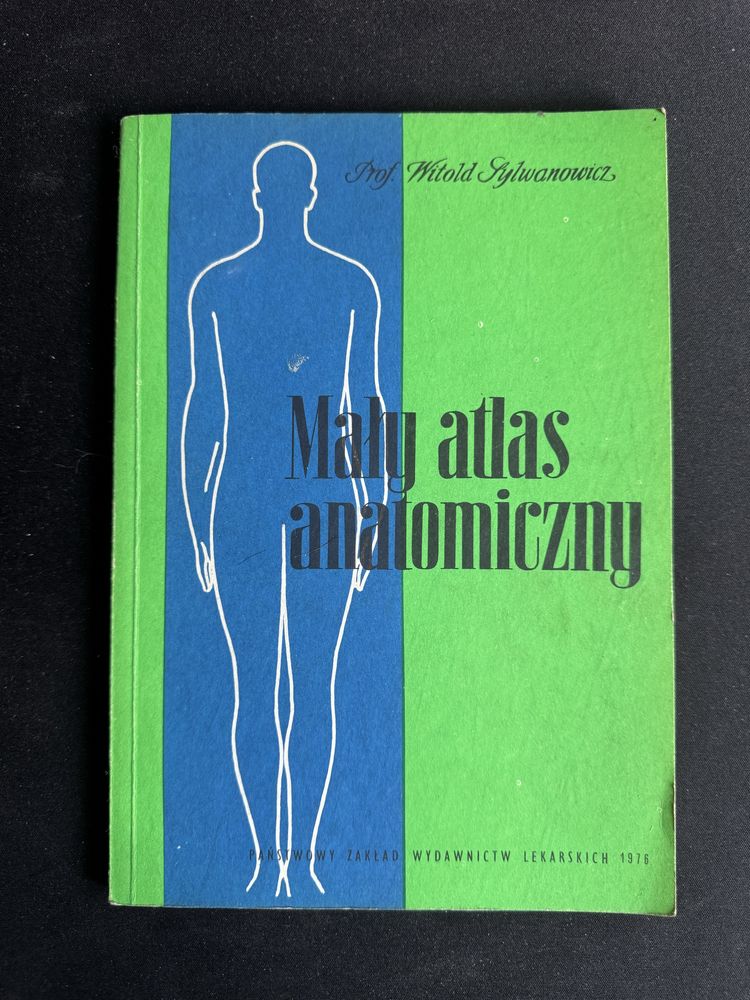 Prof. Witold Sylwanowicz
Mały atlas
anatomiczny
PAŃSTWOWY ZAKŁAD WYDAWNICTW LEKARSKICH 1976